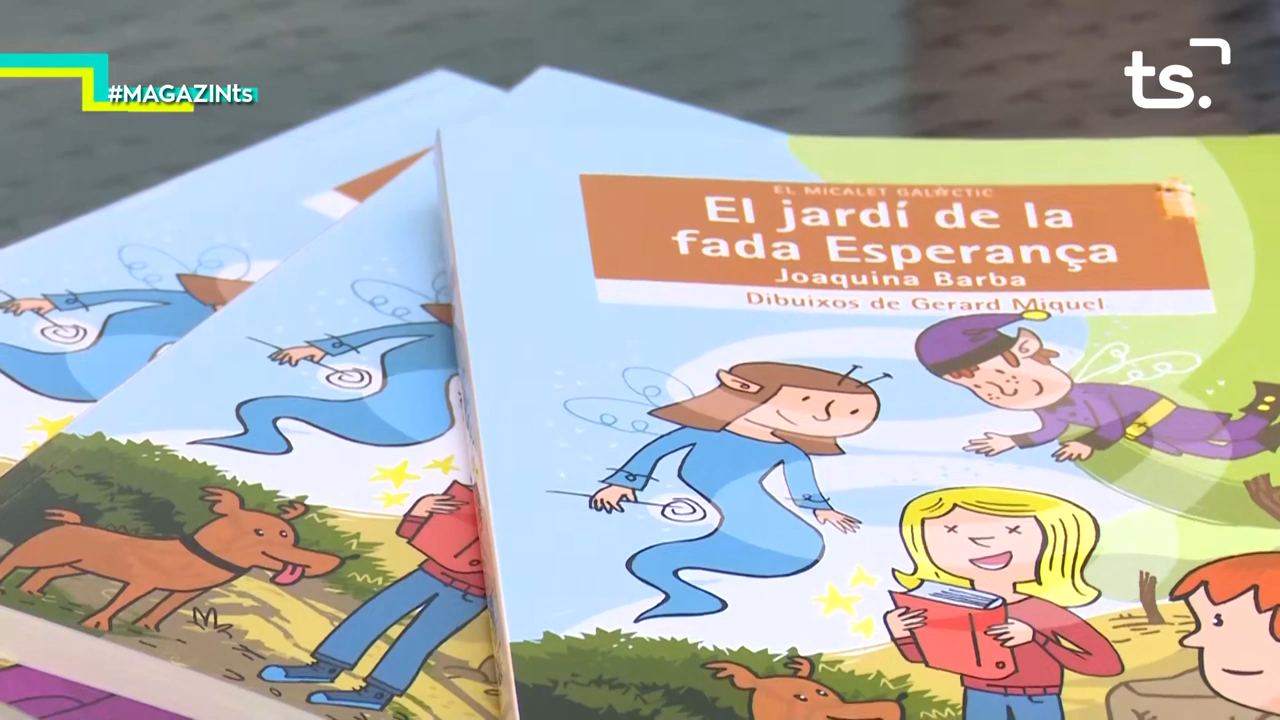 #MAGAZINts
ts.
EL MICALET GALÀCTIC
El jardí de la
fada Esperança
Joaquina Barba
Dibuixos de Gerard Miquel